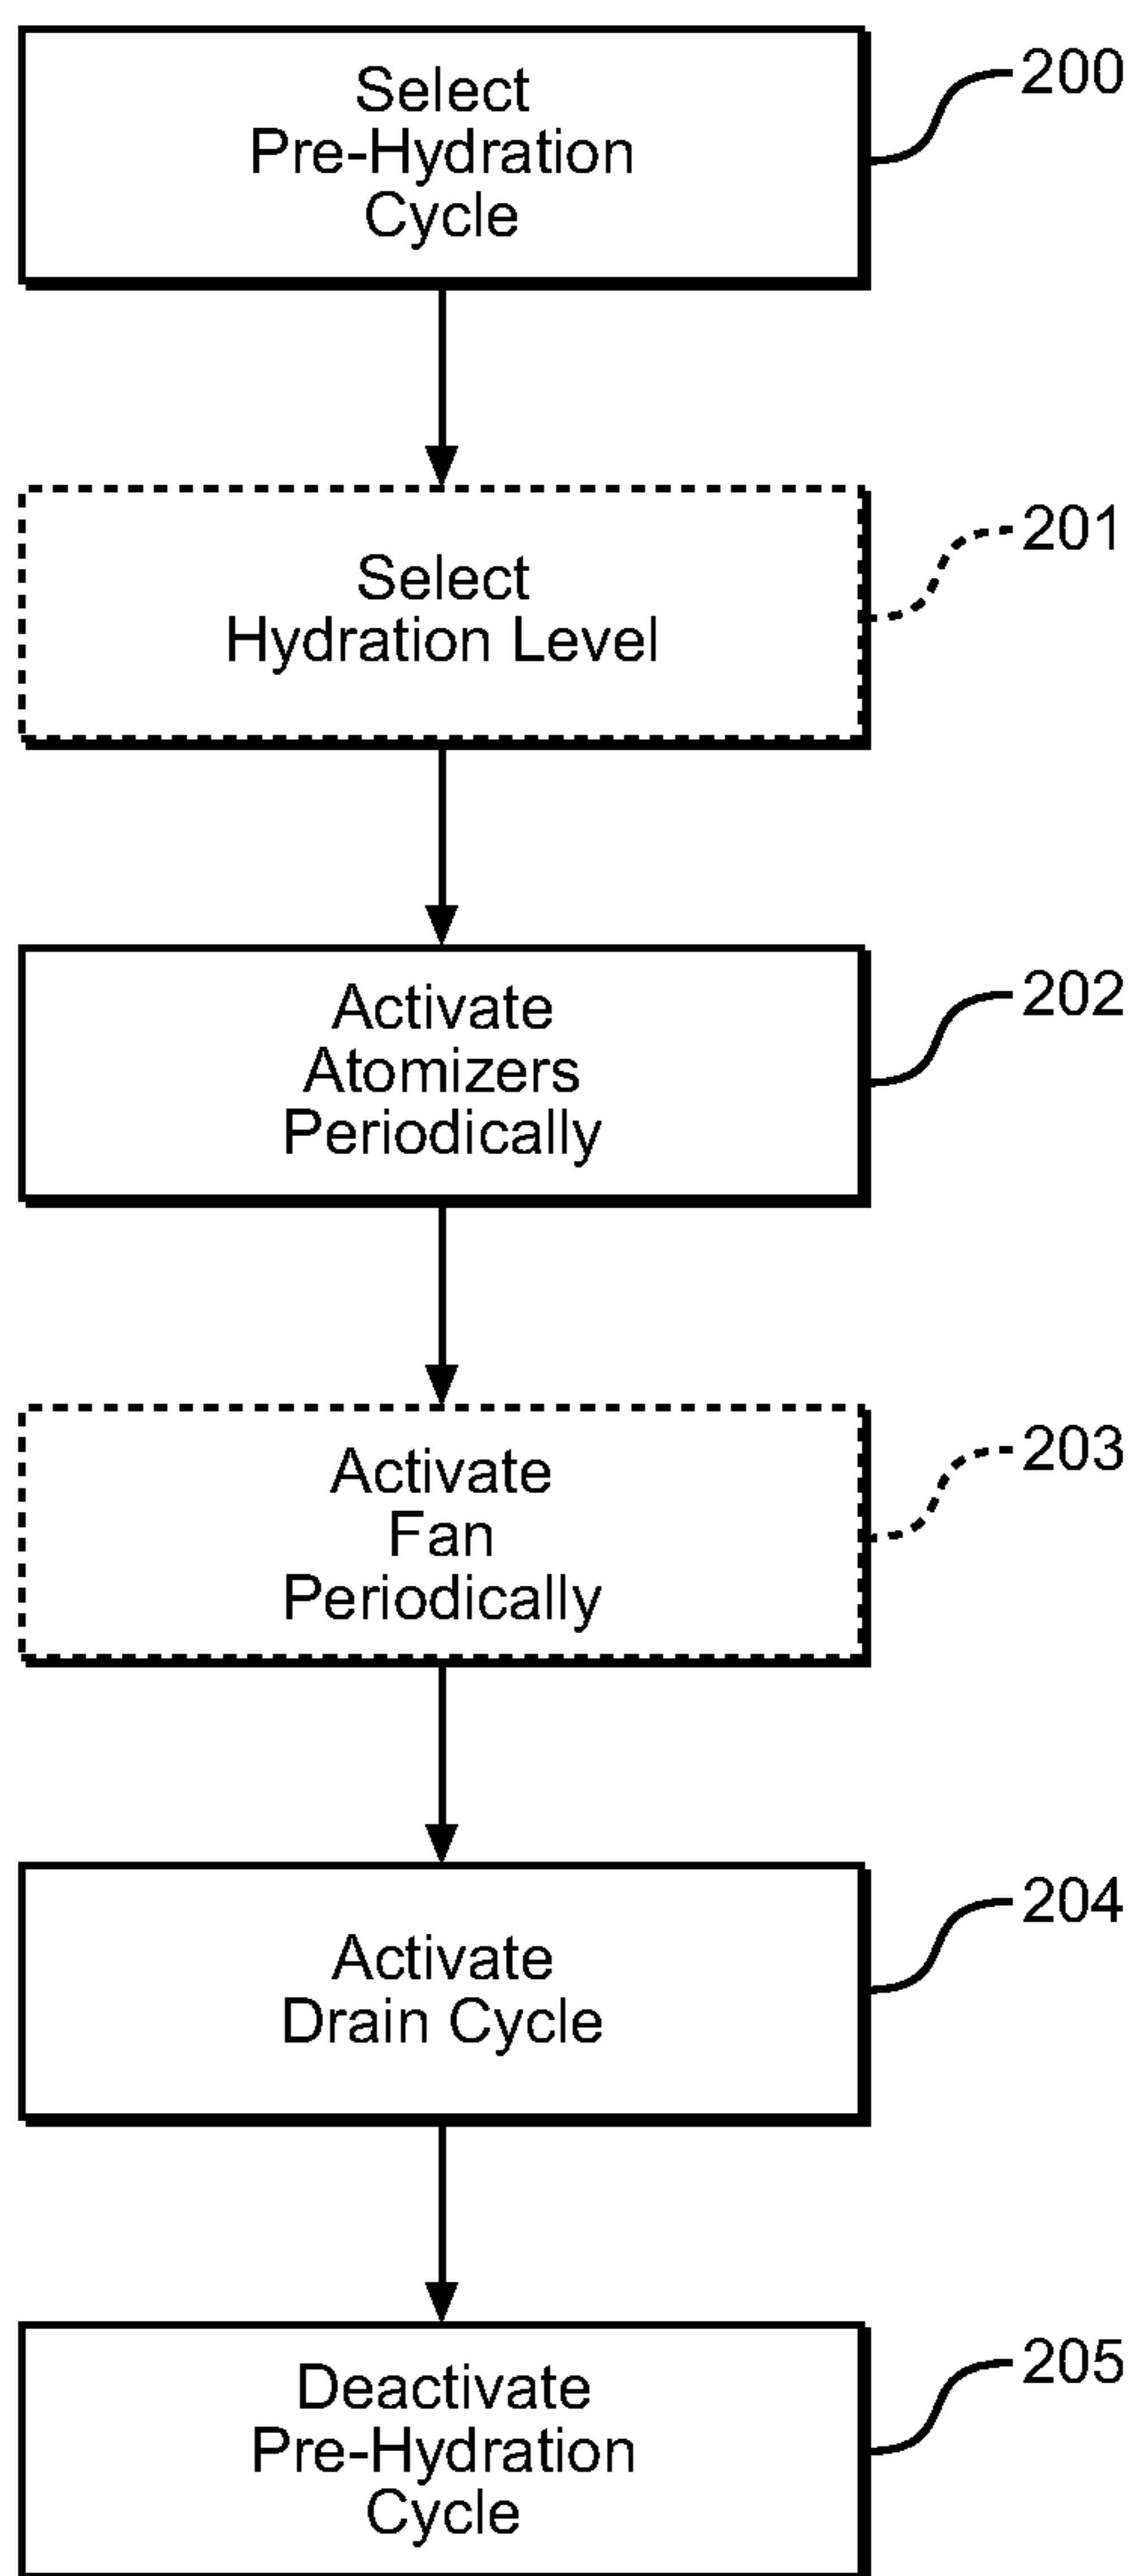 Select
Pre-Hydration
Cycle
200
Select
Hydration Level
201
Activate
Atomizers
Periodically
202
Activate
Fan
Periodically
203
Activate
Drain Cycle
204
Deactivate
Pre-Hydration
Cycle
205